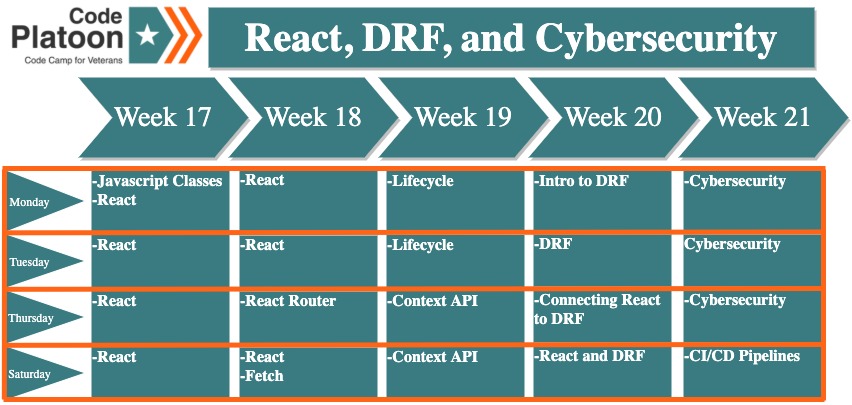 Code
Platoon
Code Camp for Veterans
React, DRF, and Cybersecurity
Week 17
Week 18
Week 19
Week 20
Week 21
Monday
-Javascript Classes
-React
-React
-Lifecycle
-Intro to DRF
-Cybersecurity
Tuesday
-React
-React
-Lifecycle
-DRF
Cybersecurity
Thursday
-React
-React Router
-Context API
-Connecting React
to DRF
-Cybersecurity
Saturday
-React
-React
-Fetch
-Context API
-React and DRF
-CI/CD Pipelines